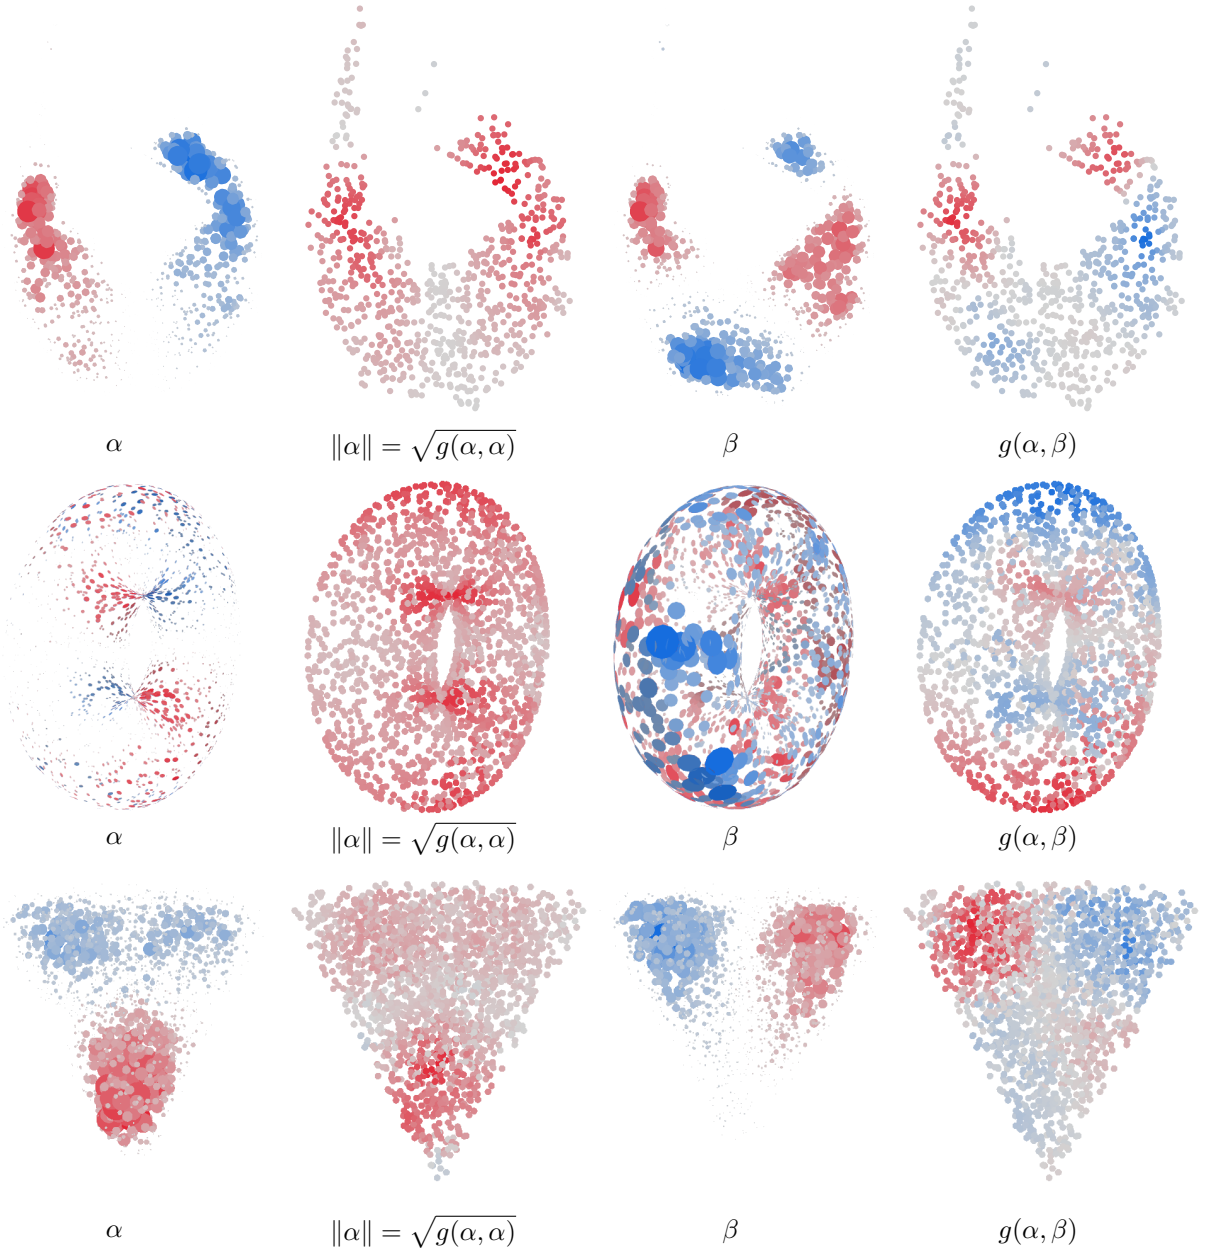 α ‖α‖ = √g(α, α) β g(α, β)
α ‖α‖ = √g(α, α) β g(α, β)
α ‖α‖ = √g(α, α) β g(α, β)